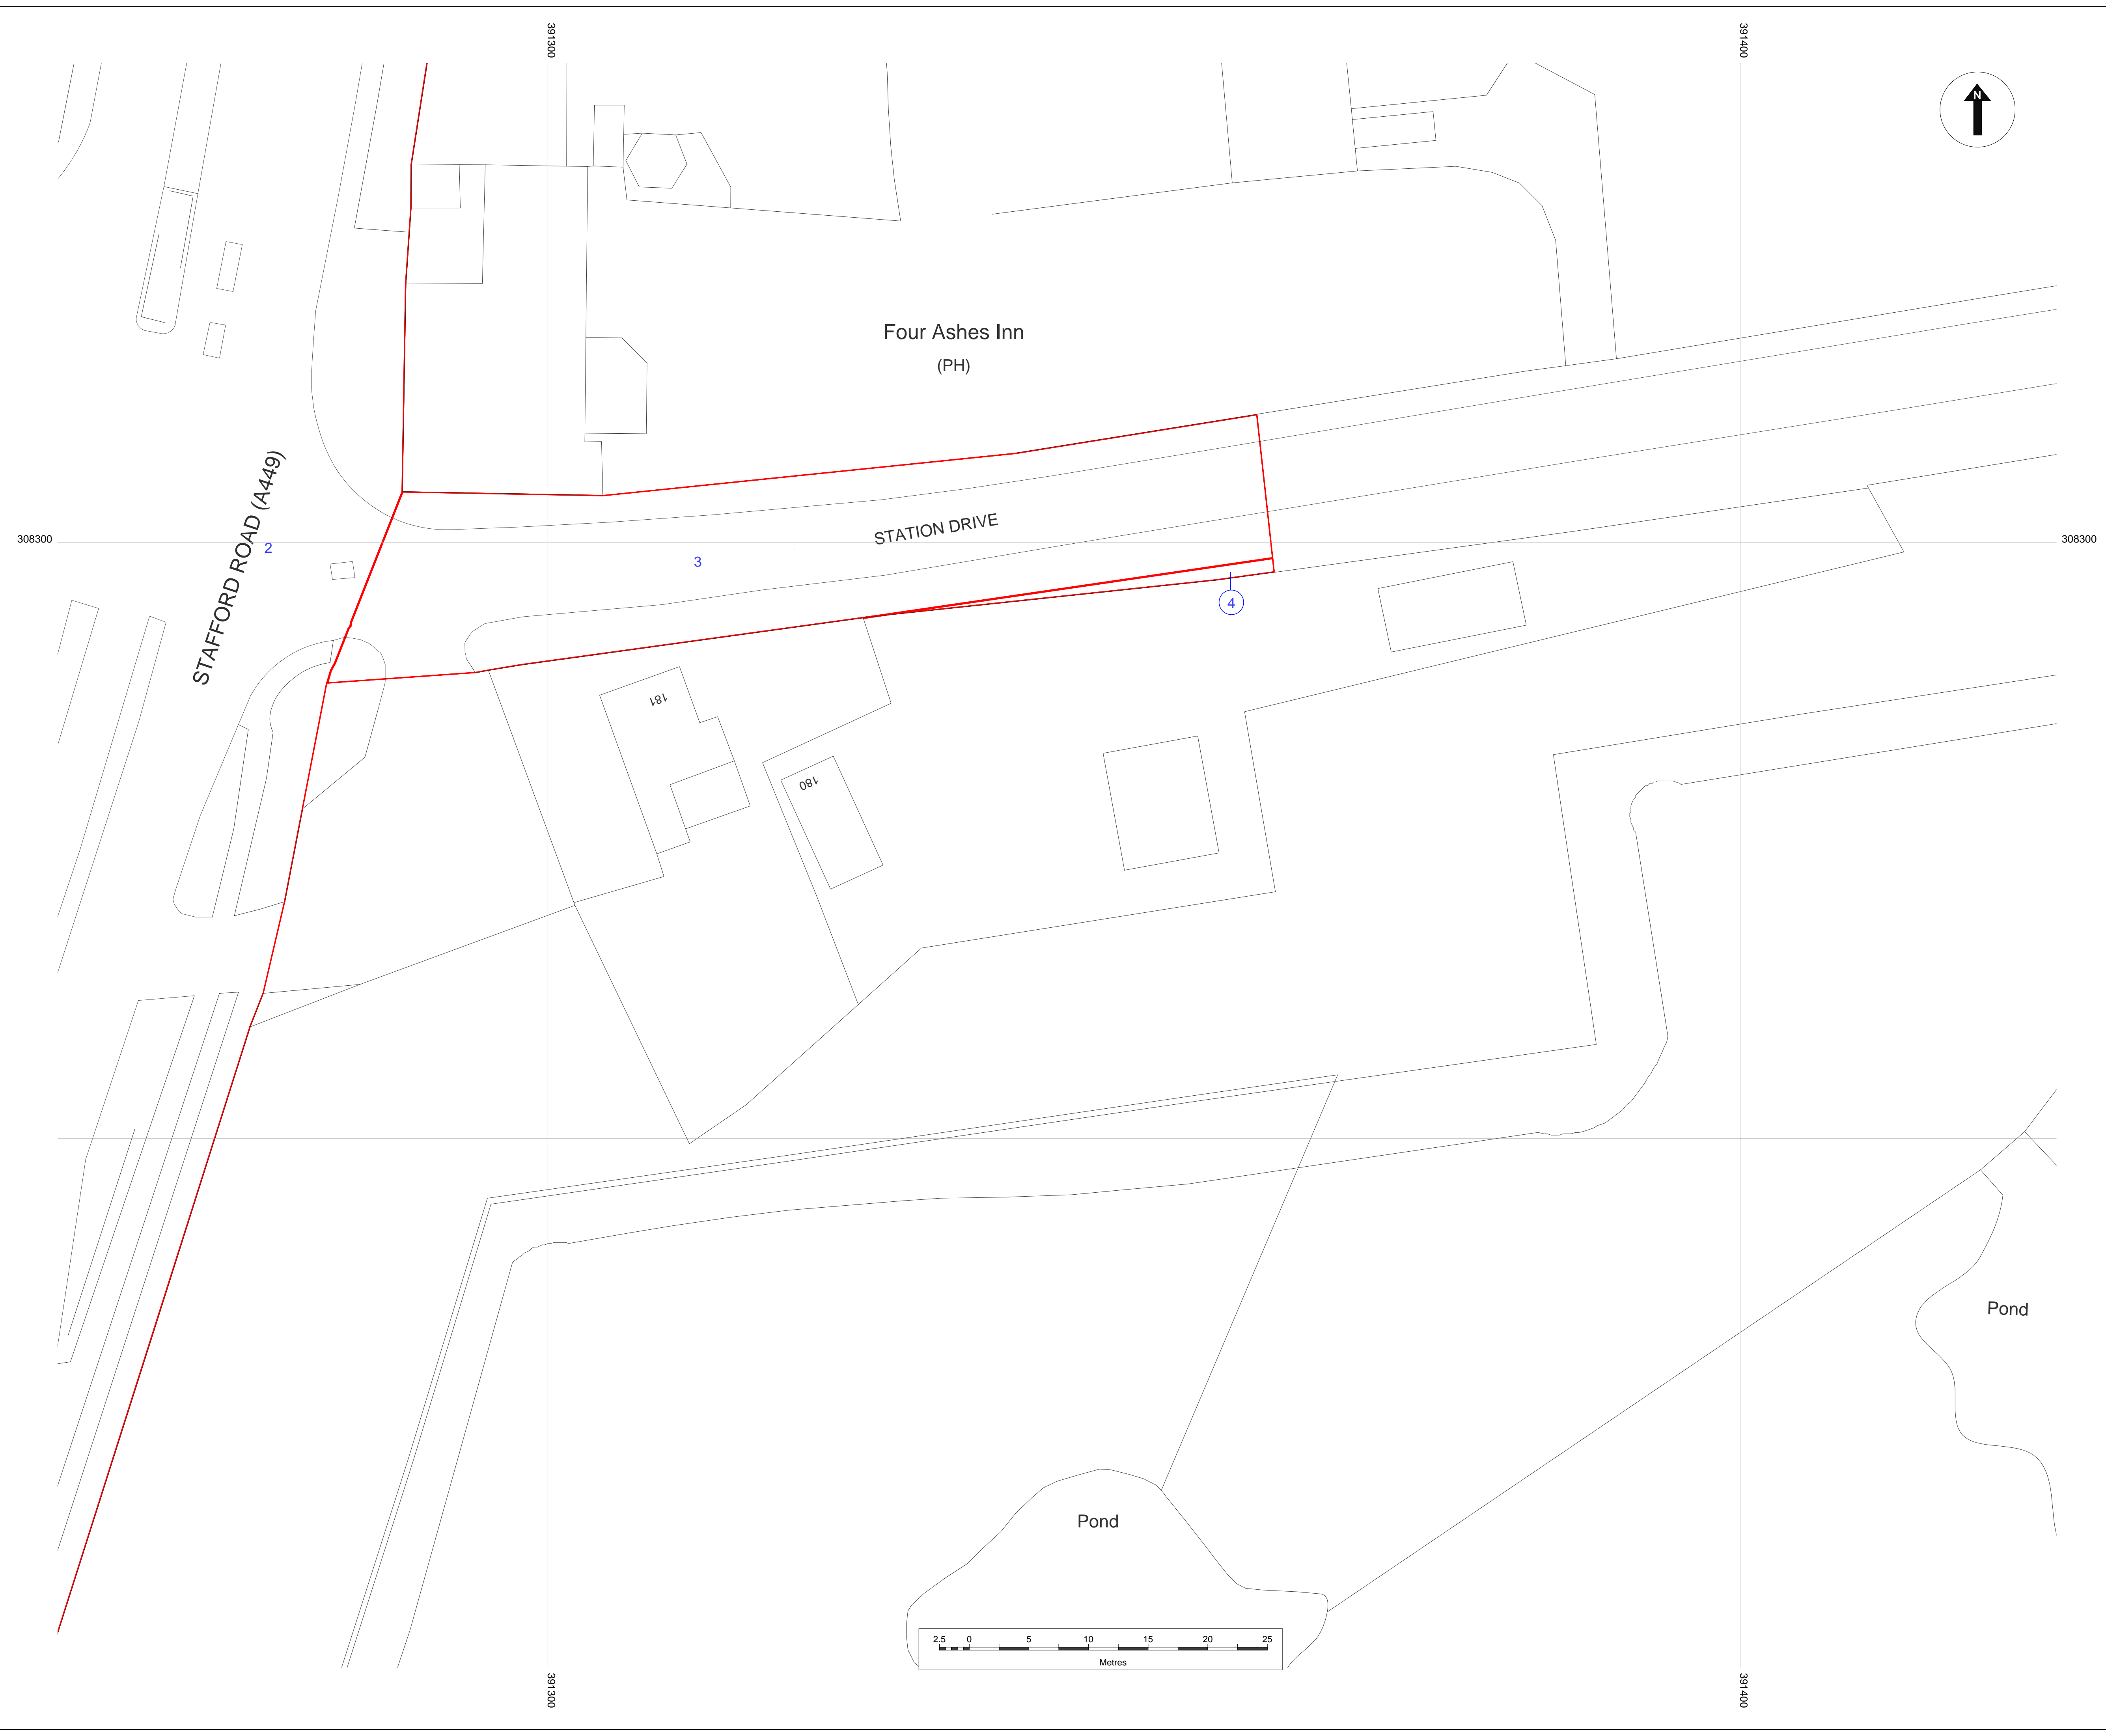 391300
391400
N
Four Ashes Inn
(PH)
STAFFORD ROAD (A449)
STATION DRIVE
308300
308300
2
3
4
181
180
Pond
Pond
2.5 0 5 10 15 20 25
Metres
391300
391400